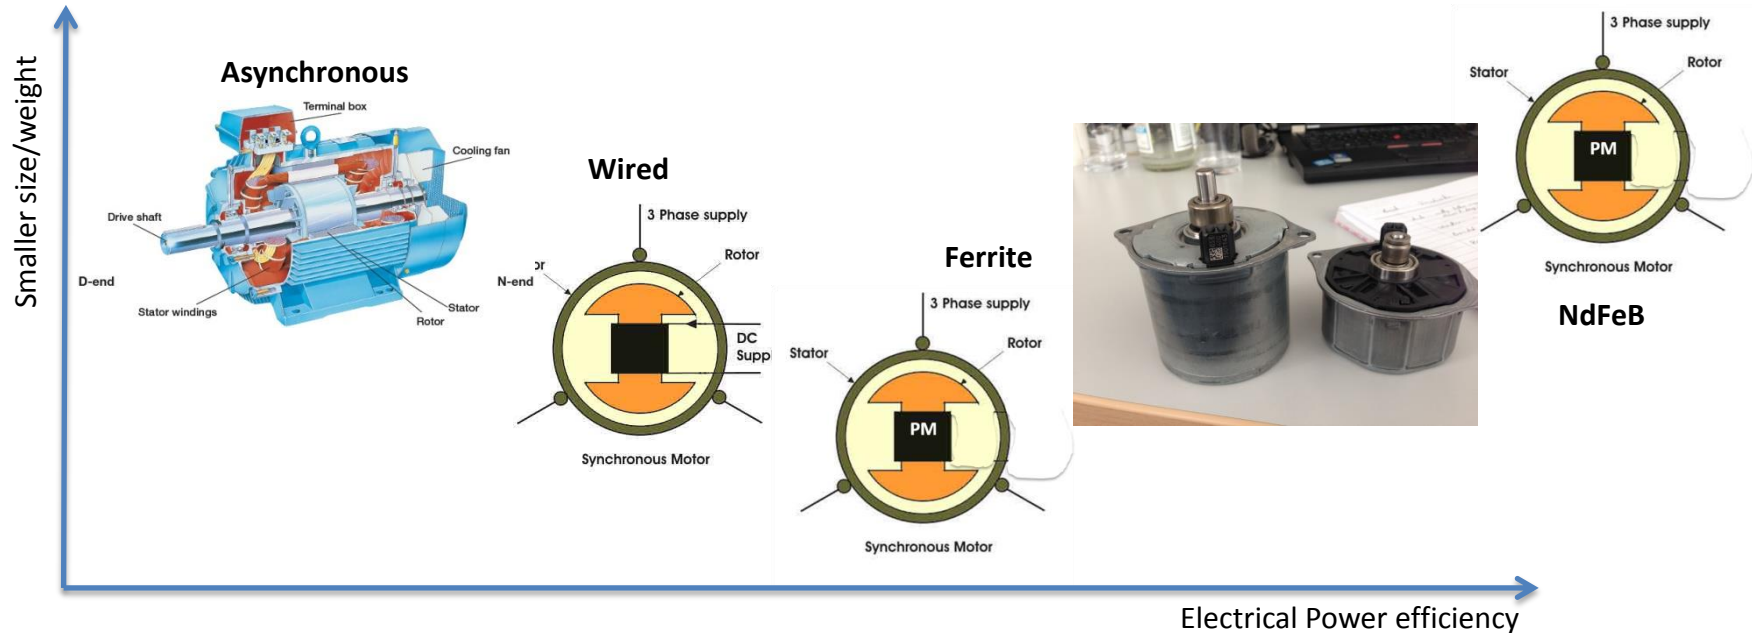 Smaller size/weight
Asynchronous
Terminal box
Cooling fan
Drive shaft
D-end
N-end
Stator windings
Stator
Rotor
Wired
3 Phase supply
Rotor
DC
Synchronous Motor
Ferrite
3 Phase supply
Stator
Rotor
PM
Synchronous Motor
3 Phase supply
Stator
Rotor
PM
Synchronous Motor
NdFeB
Electrical Power efficiency